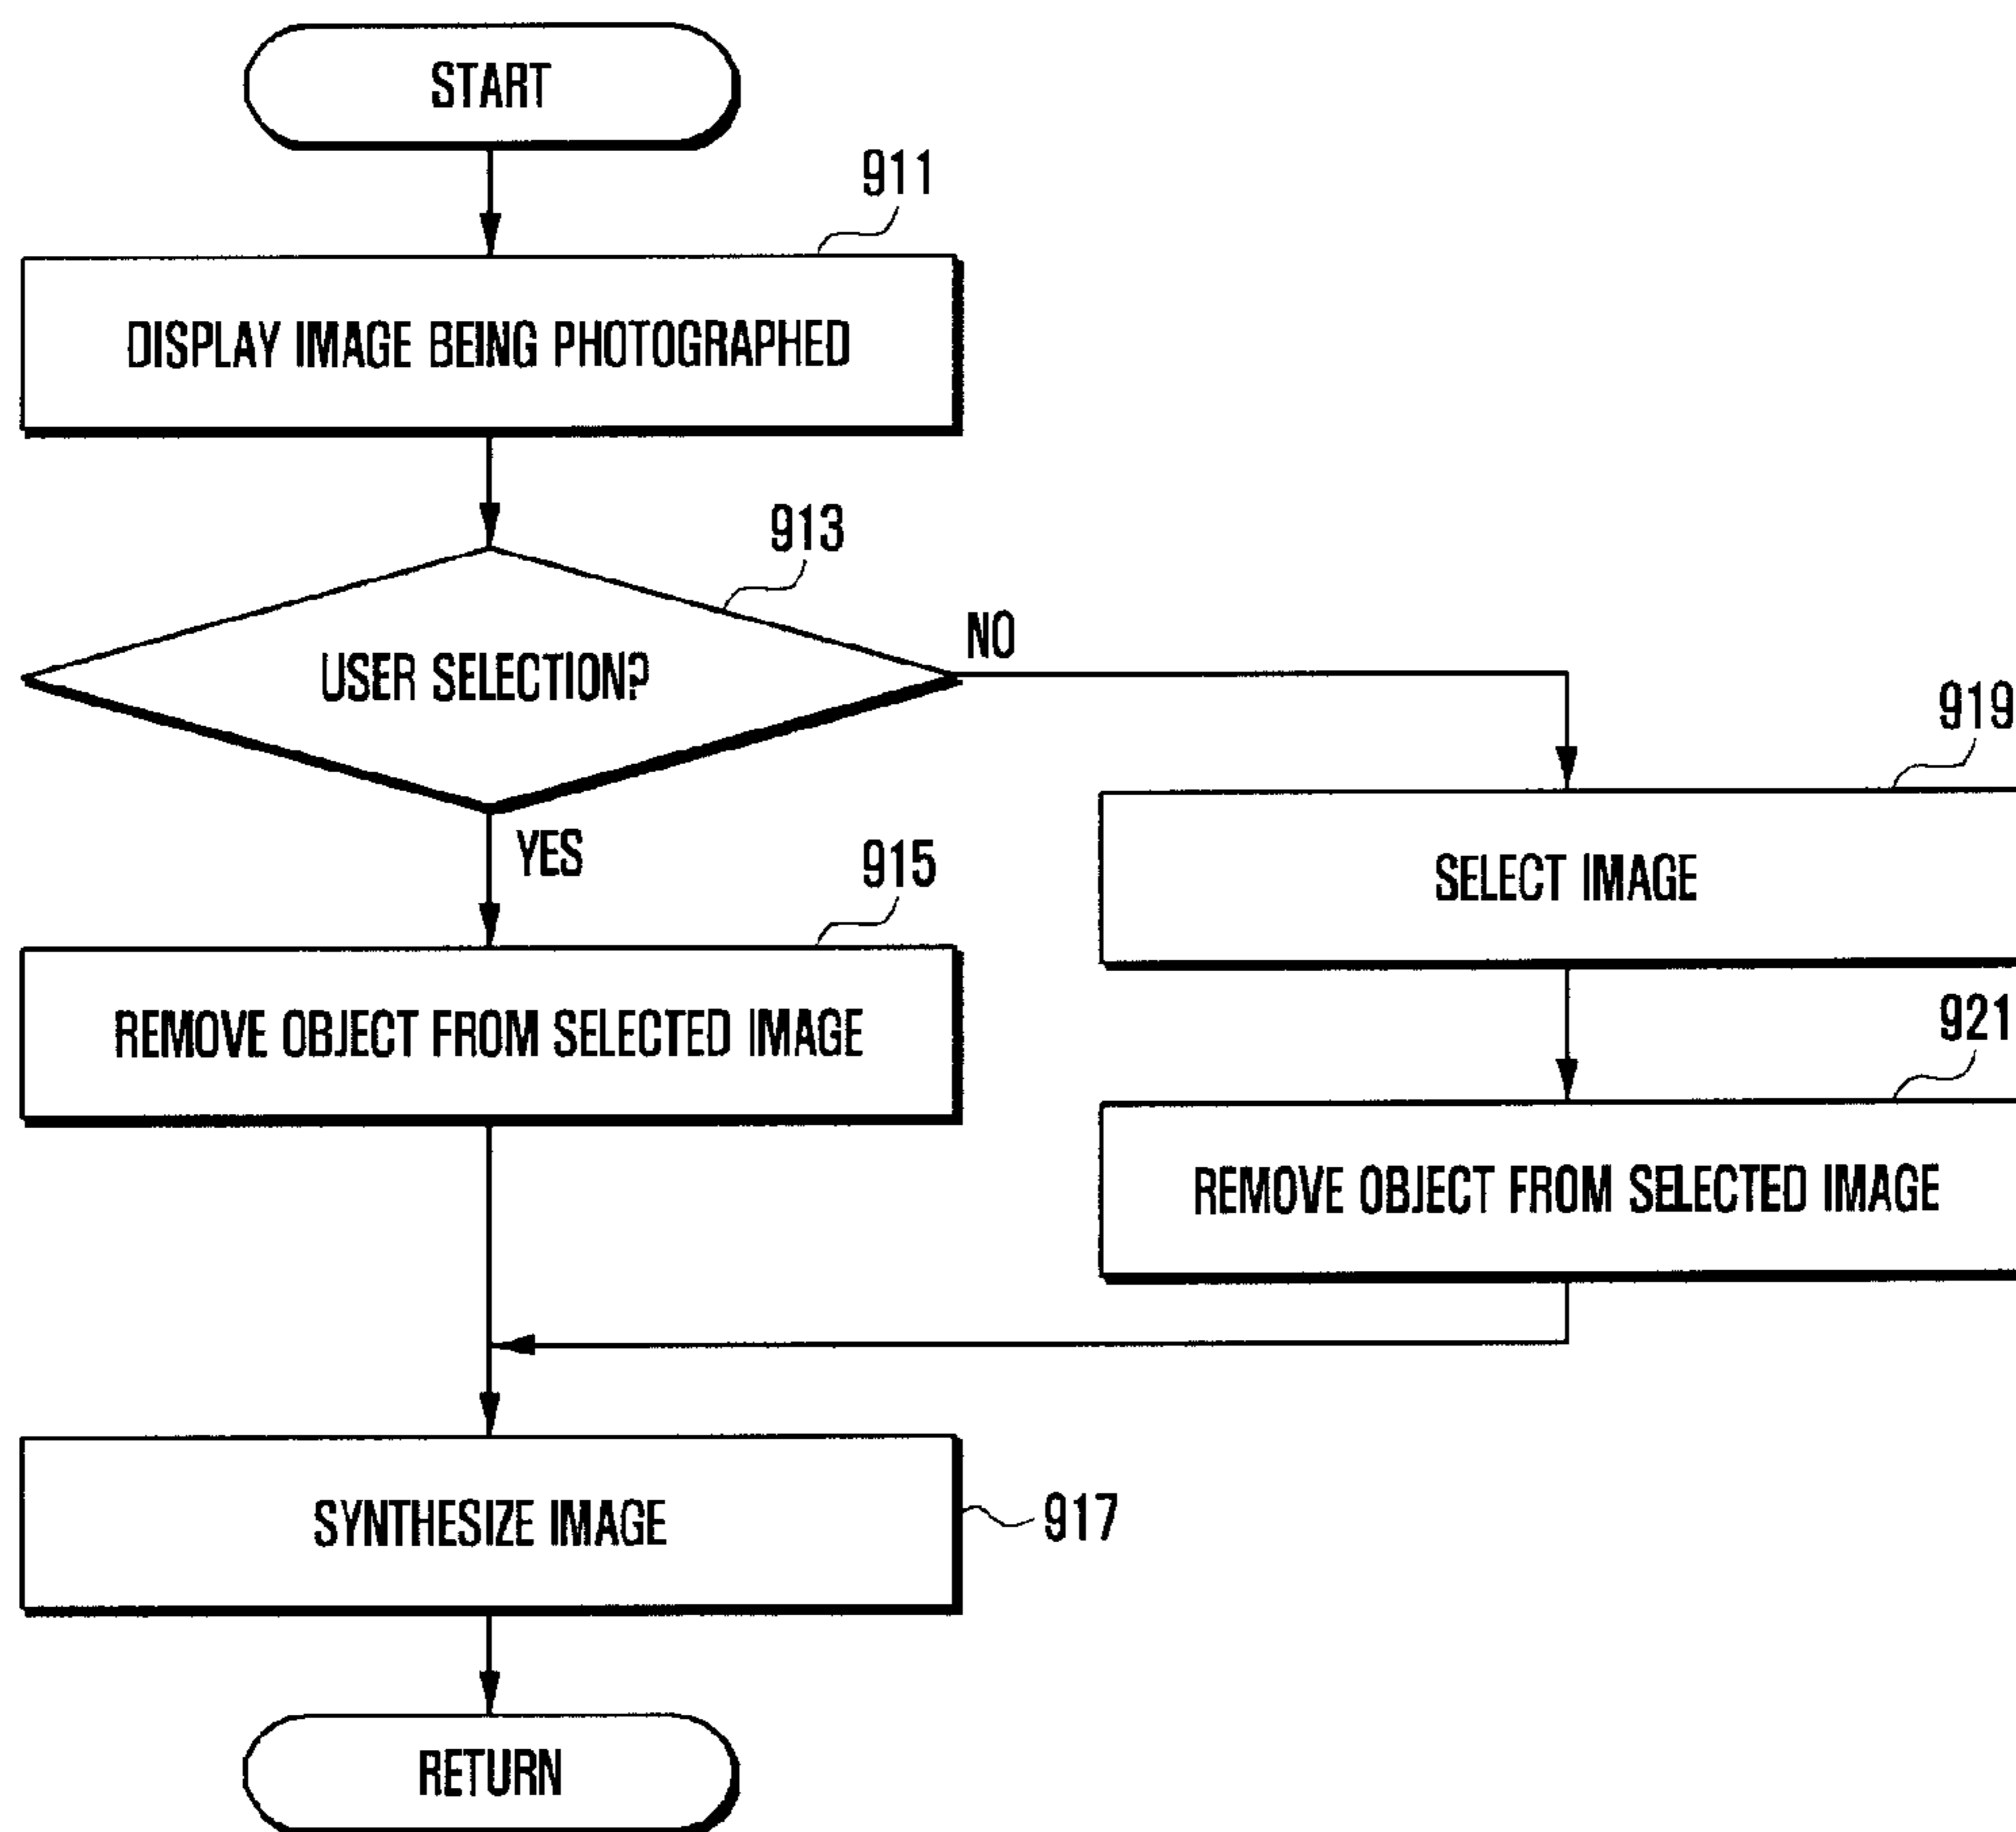 START
911
DISPLAY IMAGE BEING PHOTOGRAPHED
913
USER SELECTION?
NO
YES
919
SELECT IMAGE
915
REMOVE OBJECT FROM SELECTED IMAGE
921
REMOVE OBJECT FROM SELECTED IMAGE
SYNTHESIZE IMAGE
917
RETURN